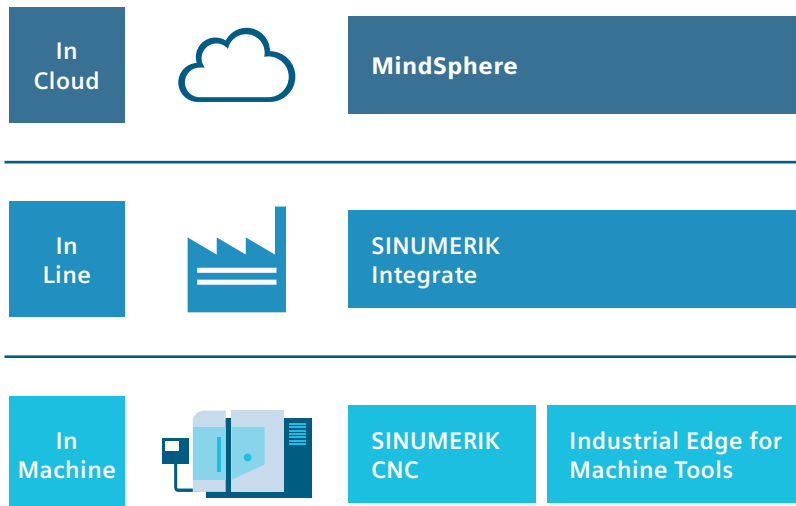 In
Cloud
MindSphere
In
Line
SINUMERIK
Integrate
In
Machine
SINUMERIK
CNC
Industrial Edge for
Machine Tools